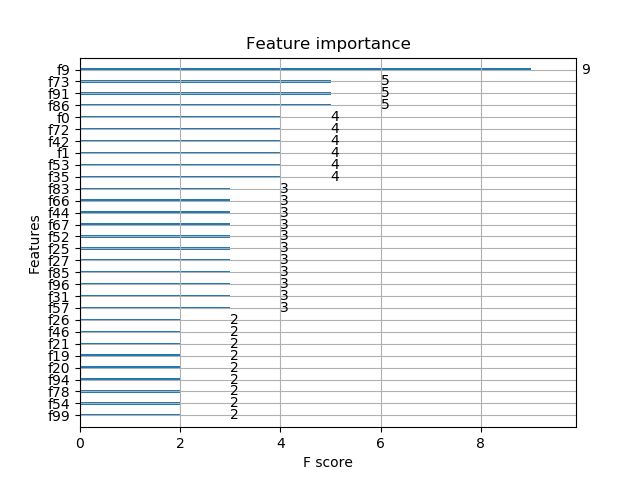 Feature importance
f9 9
f73 5
f91 5
f86 5
f0 4
f72 4
f42 4
f1 4
f53 4
f35 4
f83 3
f66 3
f44 3
f67 3
f52 3
f25 3
f27 3
f85 3
f96 3
f31 3
f57 3
f26 2
f46 2
f21 2
f19 2
f20 2
f94 2
f78 2
f54 2
f99 2
Features
0 2 4 6 8
F score